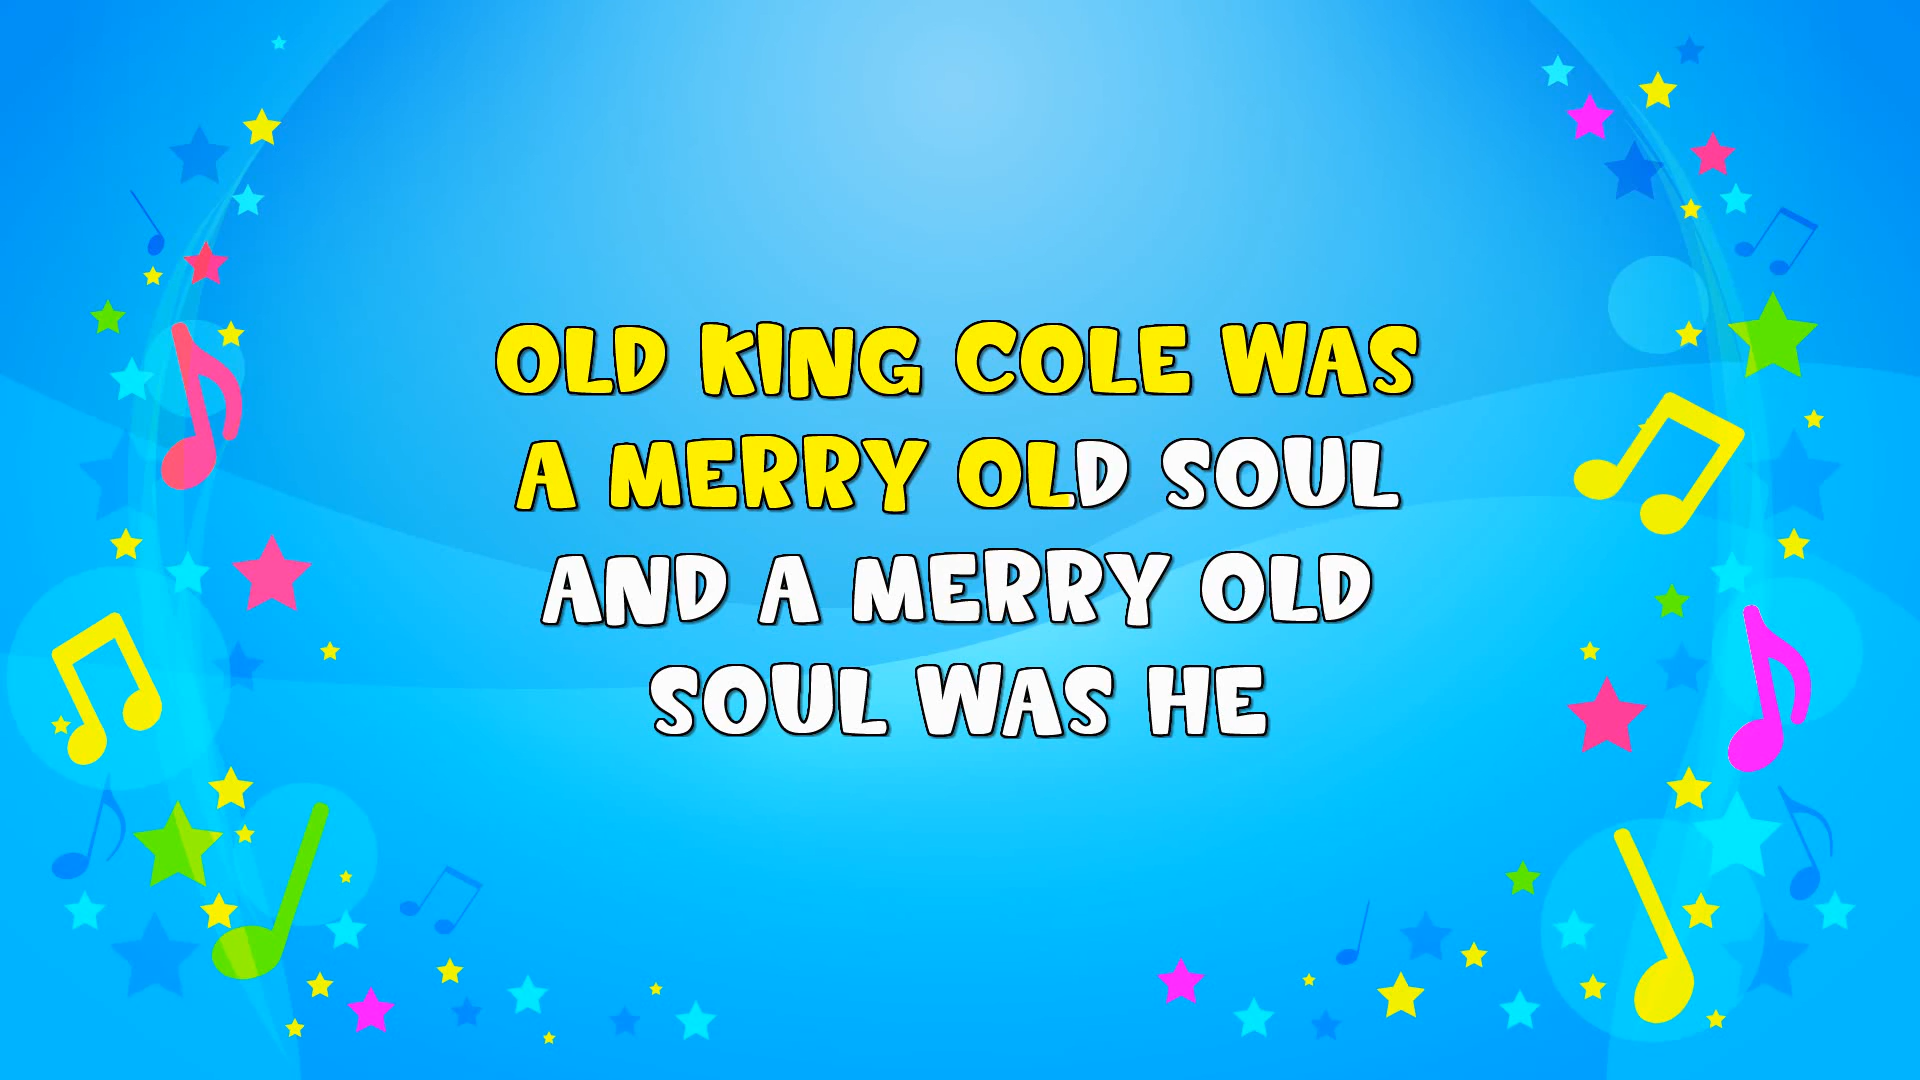 OLD KING COLE WAS
A MERRY OLD SOUL
AND A MERRY OLD
SOUL WAS HE